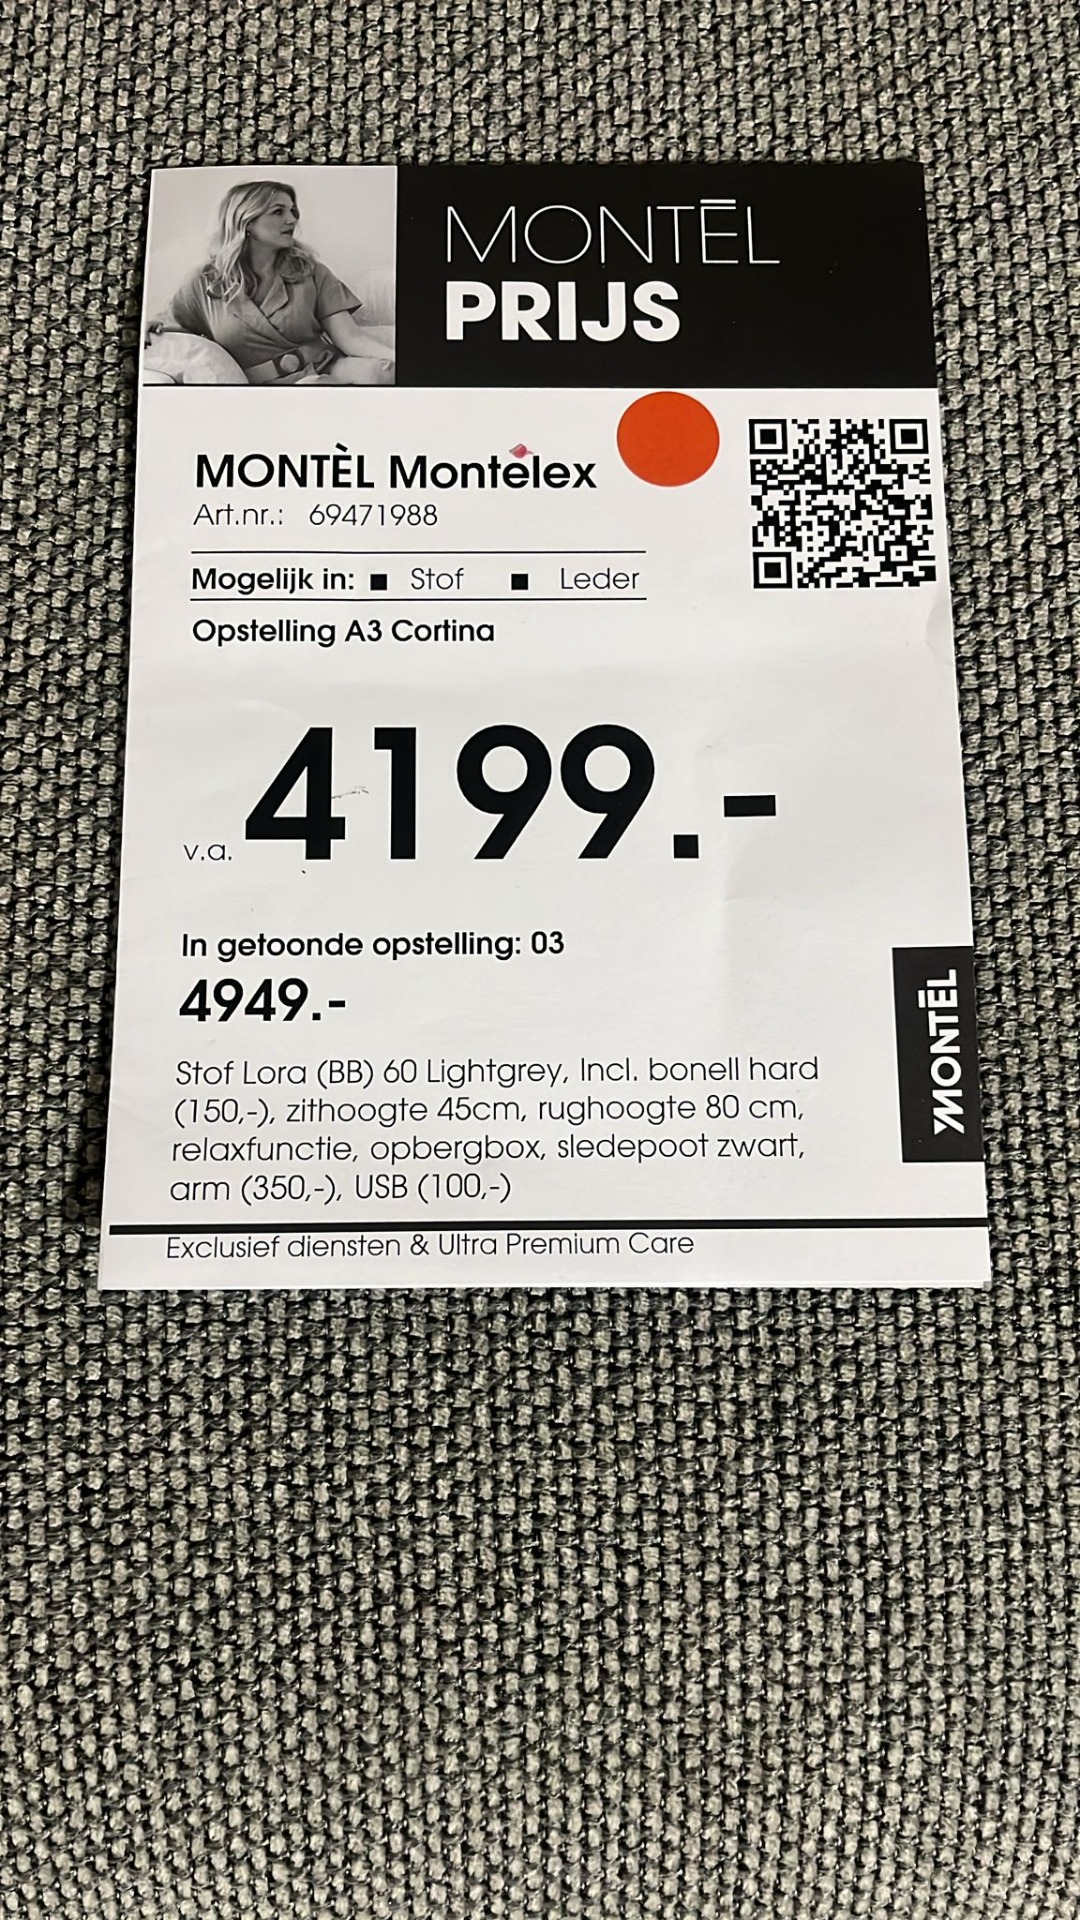 MONTĒL
PRIJS
MONTÈL Montèlex
Art.nr.: 69471988
Mogelijk in: ■ Stof ■ Leder
Opstelling A3 Cortina
v.a. 4199.-
In getoonde opstelling: 03
4949.-
Stof Lora (BB) 60 Lightgrey, Incl. bonell hard
(150,-), zithoogte 45cm, rughoogte 80 cm,
relaxfunctie, opbergbox, sledepoot zwart,
arm (350,-), USB (100,-)
MONTĒL
Exclusief diensten & Ultra Premium Care